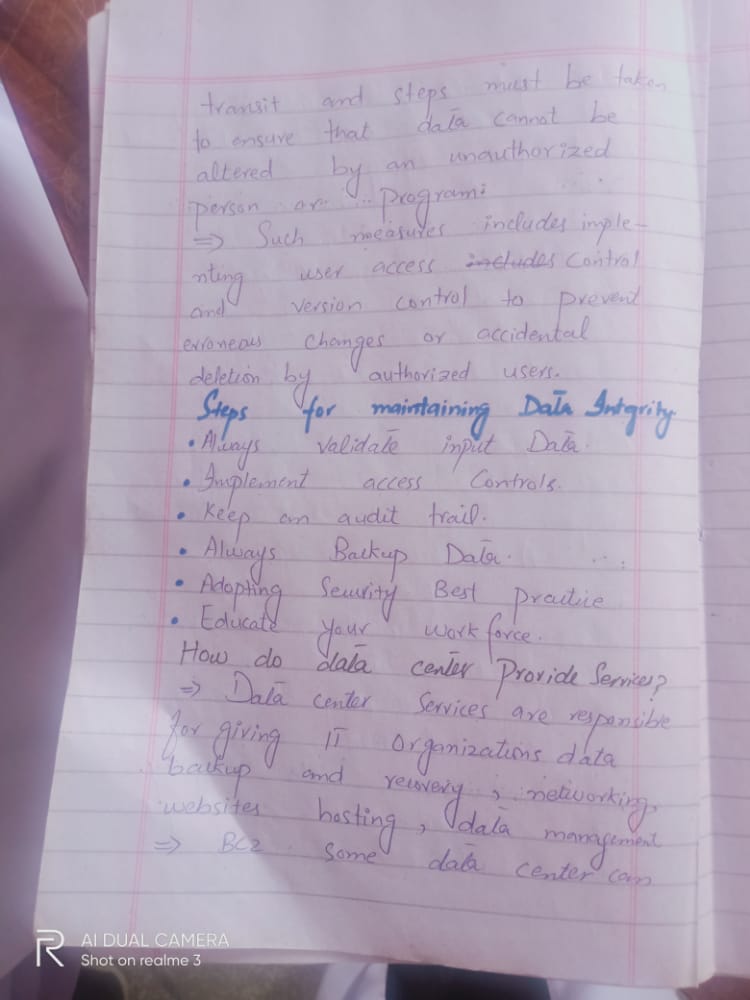 transit and steps must be taken
to ensure that data cannot be
altered by an unauthorized
person or program:
=> Such measures includes imple-
nting user access includes Control
and version control to prevent
erroneous changes or accidental
deletion by authorized users.
Steps for maintaining Data Intgrity
• Always validate input Data.
• Implement access Controls.
• Keep an audit trail.
• Always Backup Data.
• Adopting Security Best practice
• Educate your workforce.
How do data center Provide Services?
=> Data center Services are responsible
for giving IT Organizations data
backup and recovery, networking,
websites hosting, data management
=> BCZ some data center can
AI DUAL CAMERA
Shot on realme 3